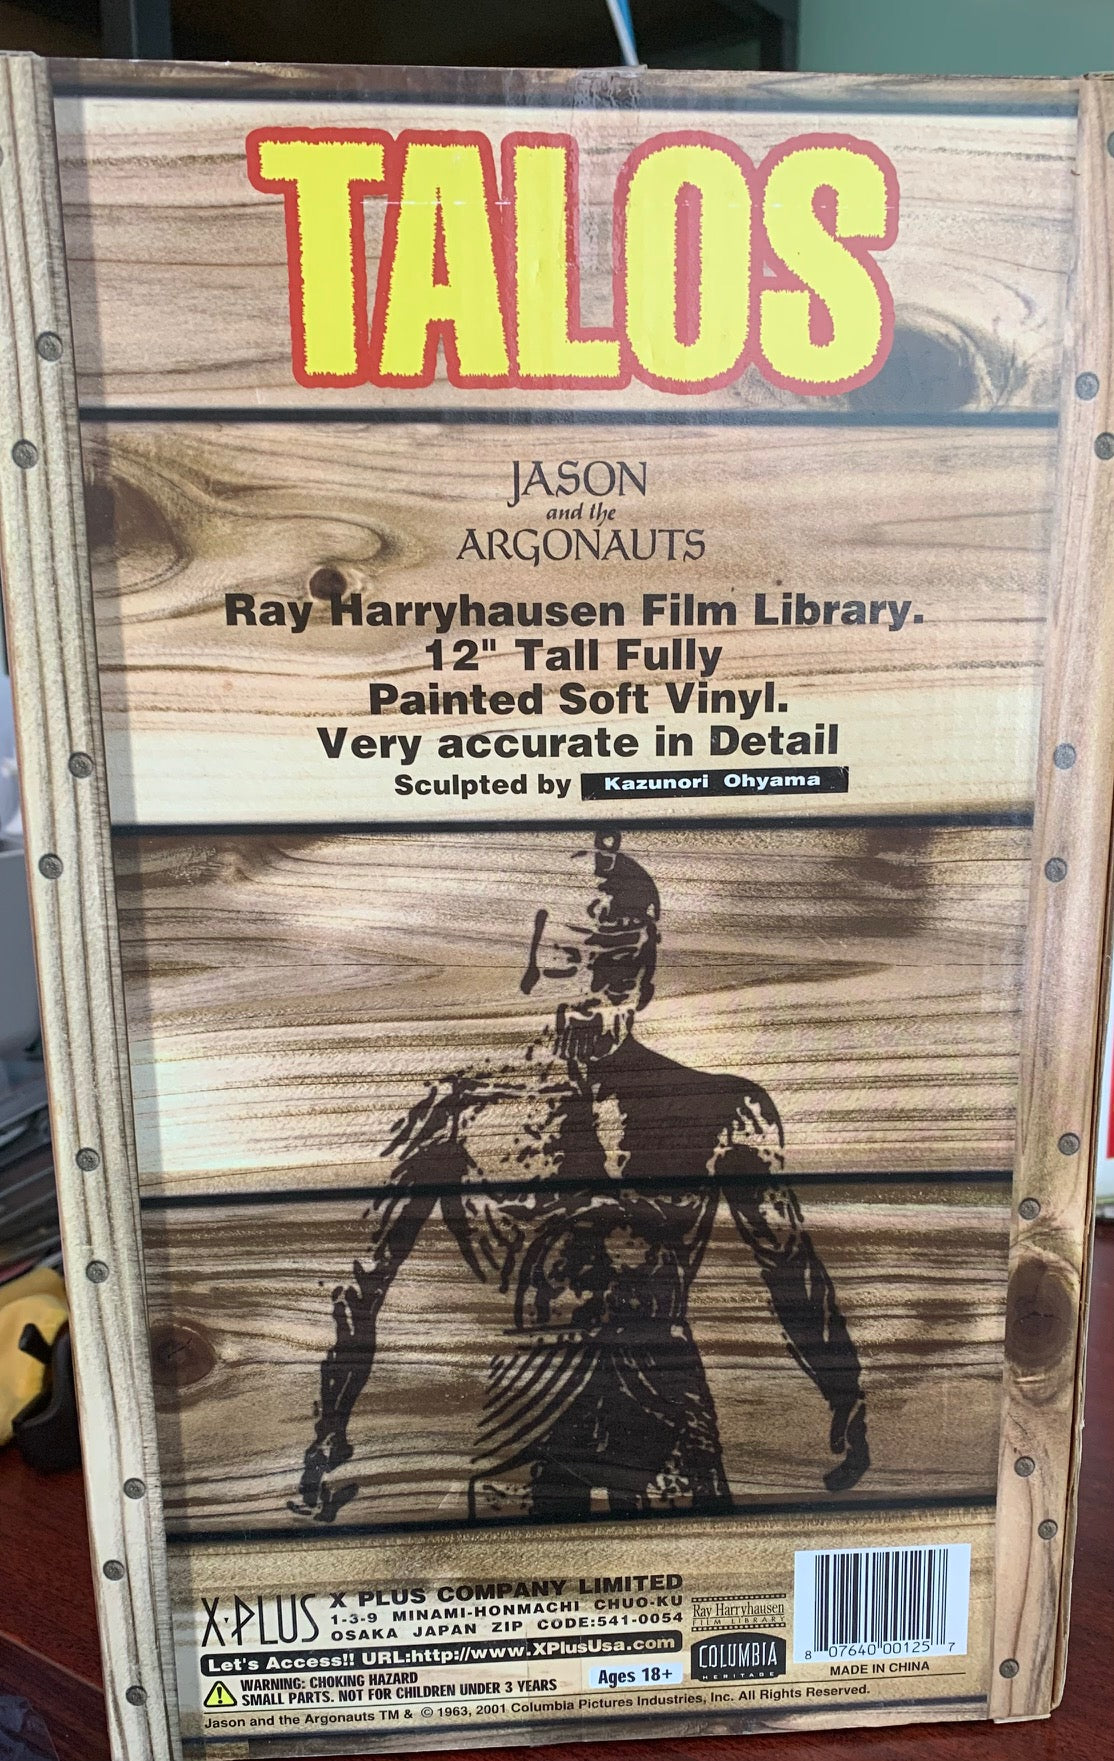 TALOS
JASON
and the
ARGONAUTS
Ray Harryhausen Film Library.
12" Tall Fully
Painted Soft Vinyl.
Very accurate in Detail
Sculpted by Kazunori Ohyama
X·PLUS
X PLUS COMPANY LIMITED
1-3-9 MINAMI-HONMACHI CHUO-KU
OSAKA JAPAN ZIP CODE:541-0054
Let's Access!! URL:http://www.XPlusUsa.com
WARNING: CHOKING HAZARD
SMALL PARTS. NOT FOR CHILDREN UNDER 3 YEARS
Ages 18+
Ray Harryhausen
FILM LIBRARY
COLUMBIA
HERITAGE
8 07640 00125 7
MADE IN CHINA
Jason and the Argonauts TM & © 1963, 2001 Columbia Pictures Industries, Inc. All Rights Reserved.